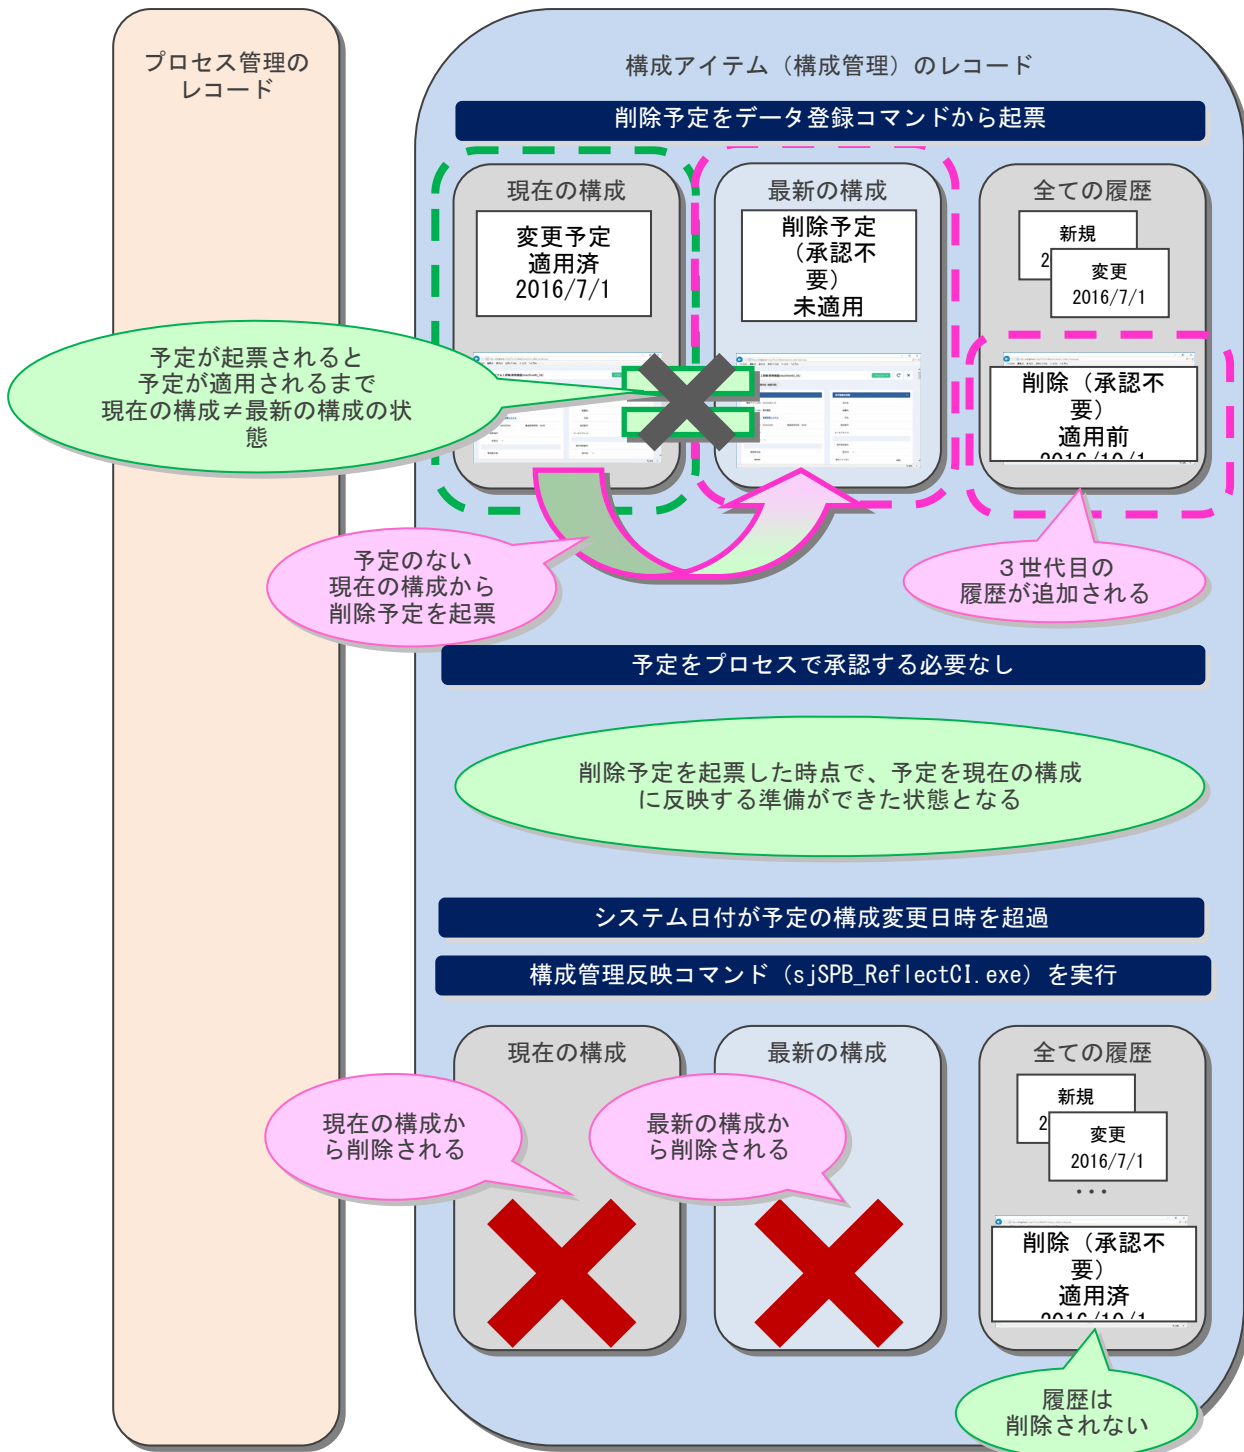 プロセス管理の
レコード
構成アイテム（構成管理）のレコード
削除予定をデータ登録コマンドから起票
現在の構成
変更予定
適用済
2016/7/1
最新の構成
削除予定
（承認不
要）
未適用
全ての履歴
新規
2
変更
2016/7/1
削除（承認不
要）
適用前
2016/10/1
予定が起票されると
予定が適用されるまで
現在の構成≠最新の構成の状
態
予定のない
現在の構成から
削除予定を起票
３世代目の
履歴が追加される
予定をプロセスで承認する必要なし
削除予定を起票した時点で、予定を現在の構成
に反映する準備ができた状態となる
システム日付が予定の構成変更日時を超過
構成管理反映コマンド（sjSPB_ReflectCI.exe）を実行
現在の構成
現在の構成か
ら削除される
最新の構成
最新の構成か
ら削除される
全ての履歴
新規
2
変更
2016/7/1
...
削除（承認不
要）
適用済
2016/10/1
履歴は
削除されない